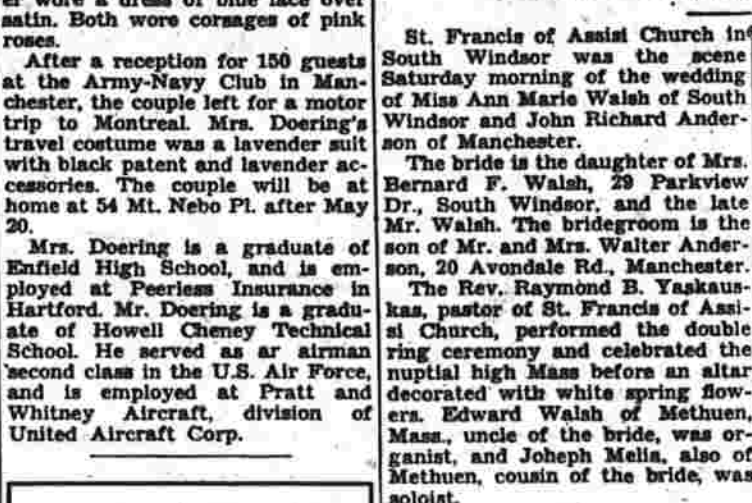 er wore a dress of blue lace over
satin. Both wore corsages of pink
roses.
After a reception for 150 guests
at the Army-Navy Club in Man-
chester, the couple left for a motor
trip to Montreal. Mrs. Doering's
travel costume was a lavender suit
with black patent and lavender ac-
cessories. The couple will be at
home at 54 Mt. Nebo Pl. after May
20.
Mrs. Doering is a graduate of
Enfield High School, and is em-
ployed at Peerless Insurance in
Hartford. Mr. Doering is a gradu-
ate of Howell Cheney Technical
School. He served as ar airman
second class in the U.S. Air Force,
and is employed at Pratt and
Whitney Aircraft, division of
United Aircraft Corp.
St. Francis of Assisi Church in
South Windsor was the scene
Saturday morning of the wedding
of Miss Ann Marie Walsh of South
Windsor and John Richard Ander-
son of Manchester.
The bride is the daughter of Mrs.
Bernard F. Walsh, 29 Parkview
Dr., South Windsor, and the late
Mr. Walsh. The bridegroom is the
son of Mr. and Mrs. Walter Ander-
son, 20 Avondale Rd., Manchester.
The Rev. Raymond B. Yaskaus-
kas, pastor of St. Francis of Assi-
si Church, performed the double
ring ceremony and celebrated the
nuptial high Mass before an altar
decorated with white spring flow-
ers. Edward Walsh of Methuen,
Mass., uncle of the bride, was or-
ganist, and Joheph Melia, also of
Methuen, cousin of the bride, was
soloist.